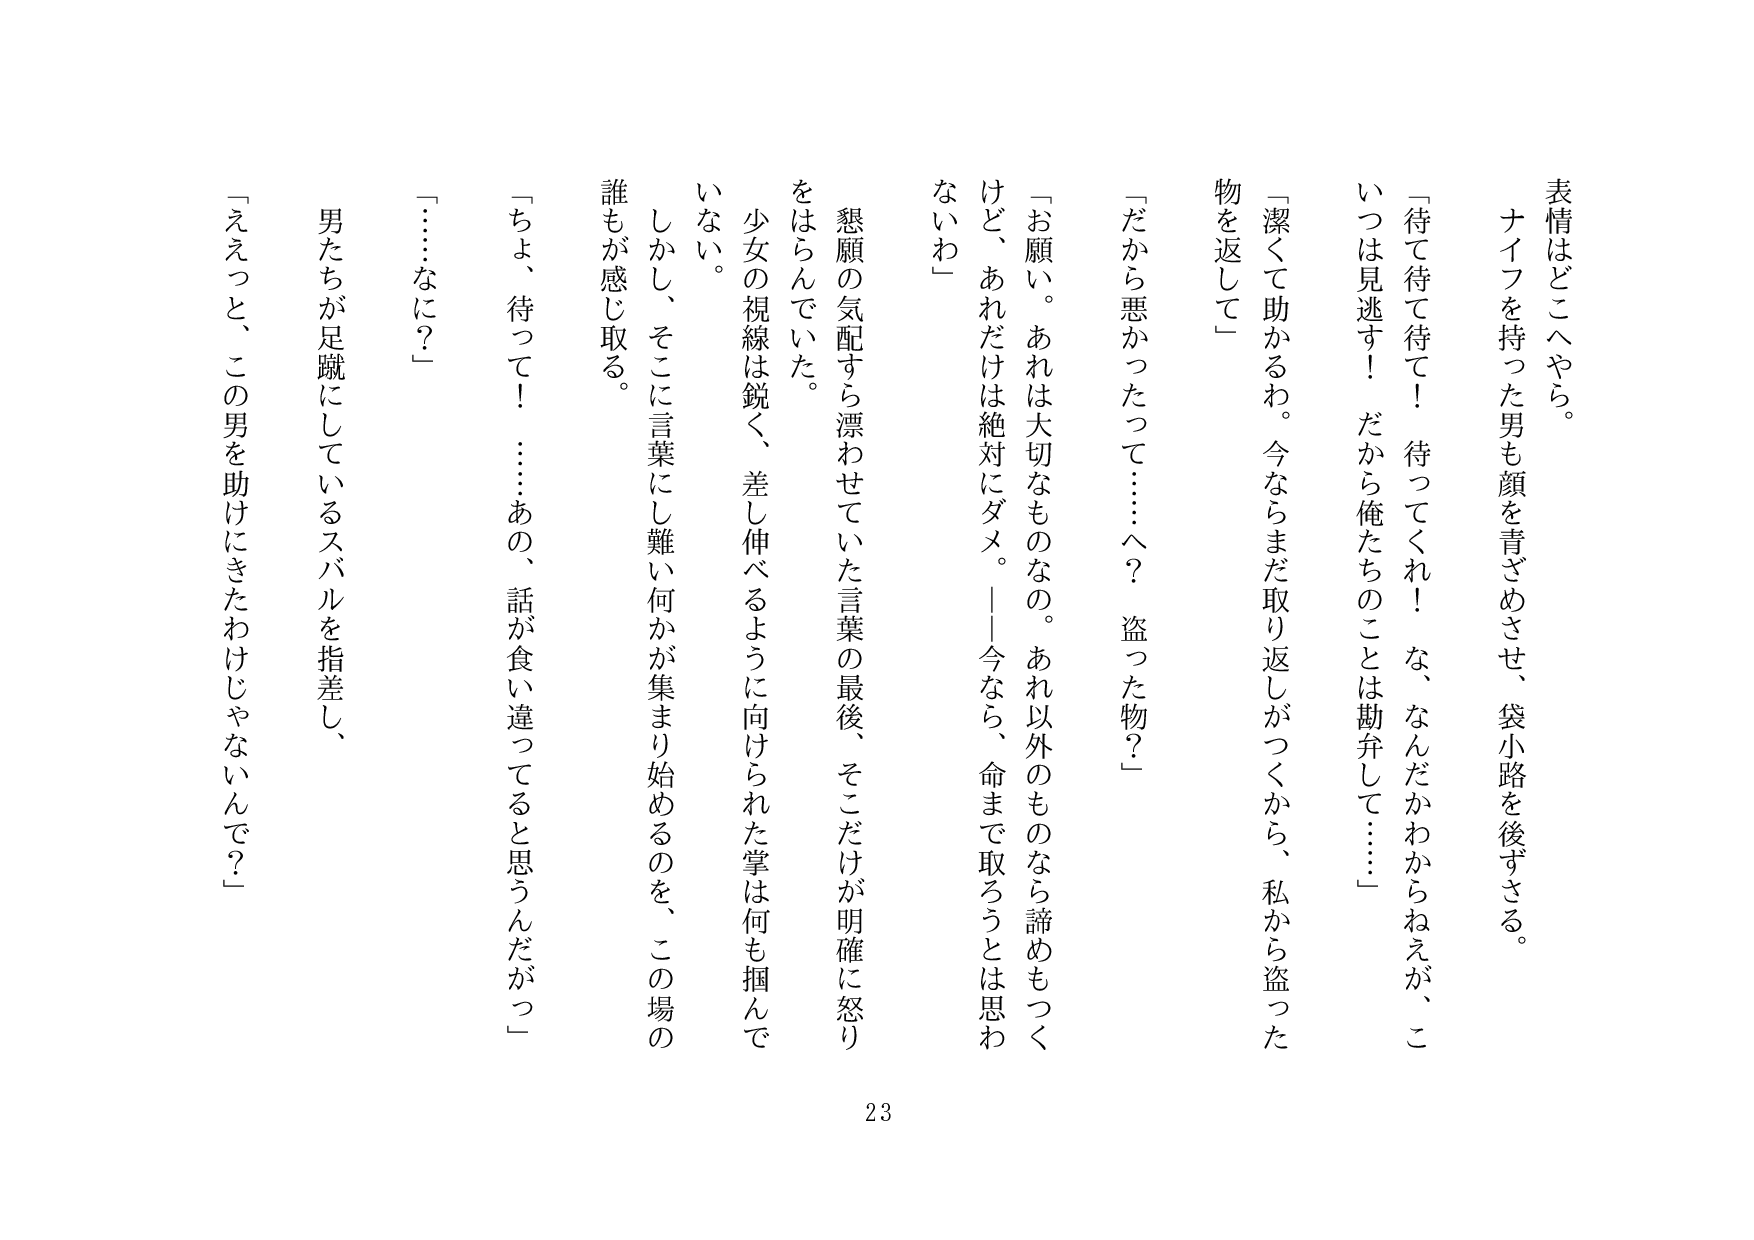 表情はどこへやら。
　ナイフを持った男も顔を青ざめさせ、袋小路を後ずさる。
「待て待て待て！　待ってくれ！　な、なんだかわからねえが、こ
いつは見逃す！　だから俺たちのことは勘弁して……」
「潔くて助かるわ。今ならまだ取り返しがつくから、私から盗った
物を返して」
「だから悪かったって……へ？　盗った物？」
「お願い。あれは大切なものなの。あれ以外のものなら諦めもつく
けど、あれだけは絶対にダメ。――今なら、命まで取ろうとは思わ
ないわ」
　懇願の気配すら漂わせていた言葉の最後、そこだけが明確に怒り
をはらんでいた。
　少女の視線は鋭く、差し伸べるように向けられた掌は何も掴んで
いない。
　しかし、そこに言葉にし難い何かが集まり始めるのを、この場の
誰もが感じ取る。
「ちょ、待って！　……あの、話が食い違ってると思うんだがっ」
「……なに？」
　男たちが足蹴にしているスバルを指差し、
「ええっと、この男を助けにきたわけじゃないんで？」
23